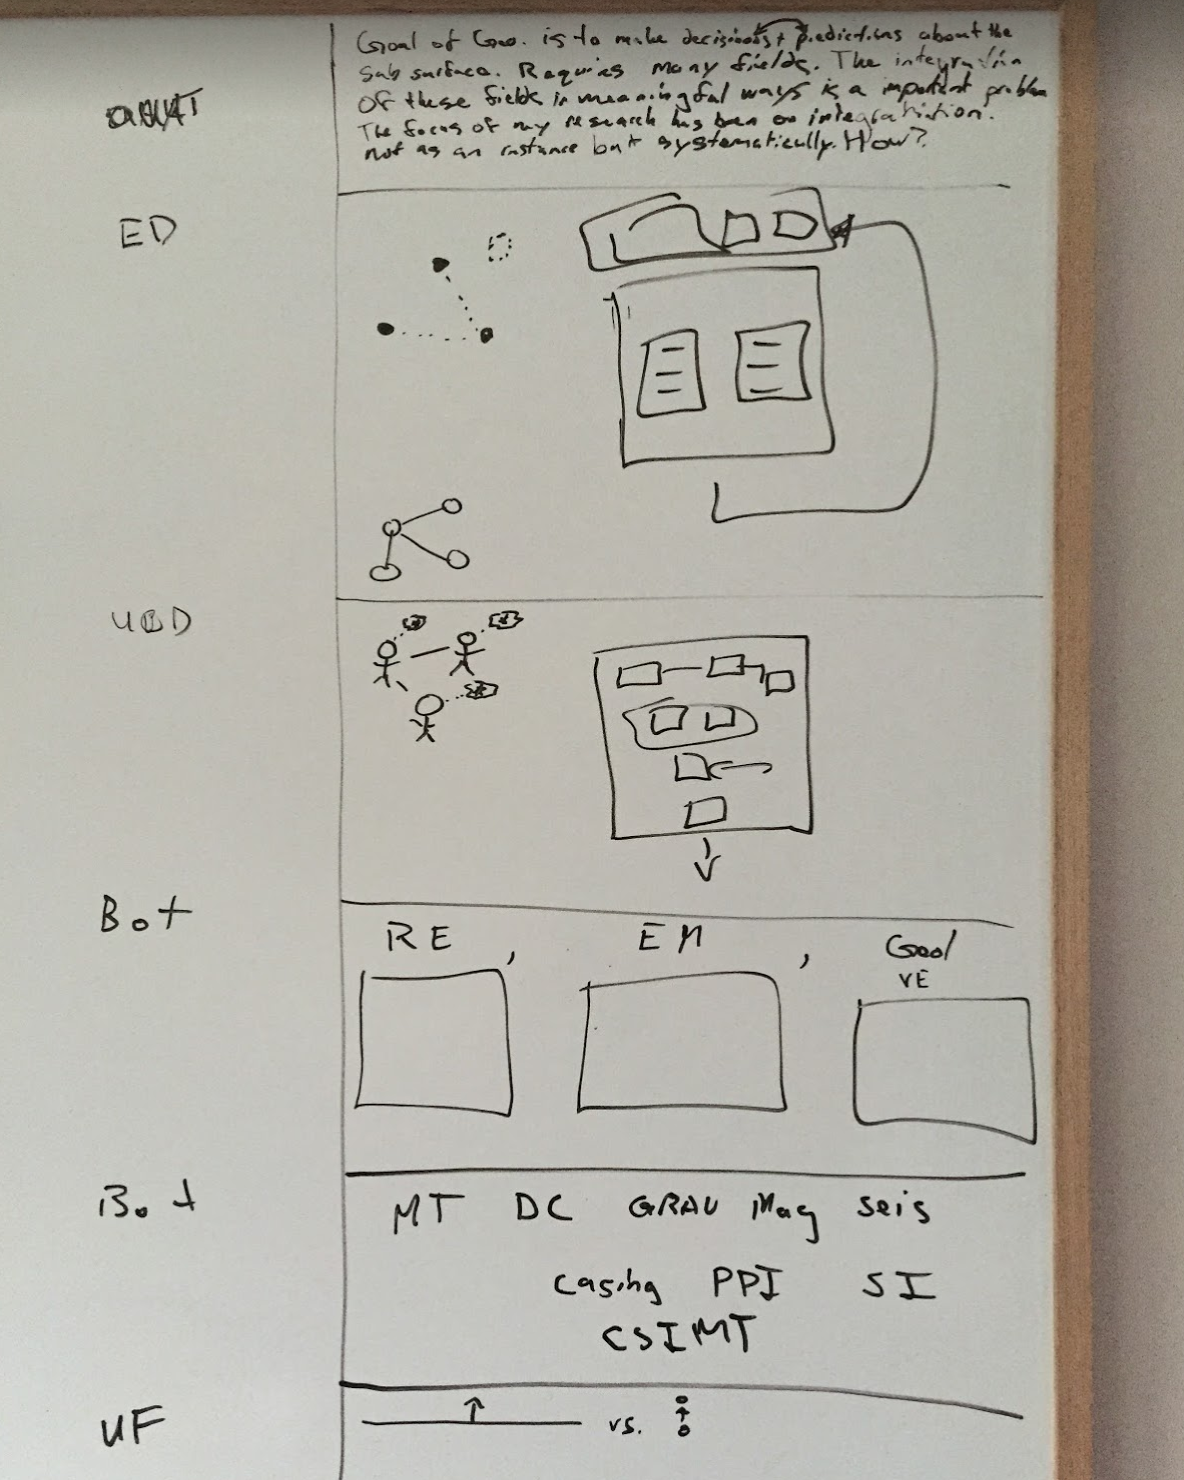 Goal of Geo. is to make decisions + predictions about the
subsurface. Requires many fields. The integration
Of these fields in meaningful ways is a important problem
The focus of my research has been on integration.
not as an instance but systematically. How?
ED
UBD
Bot
RE , EM , Geol
VE
Bot
MT DC GRAV Mag seis
Casing PPI SI
CSIMT
UF
vs.